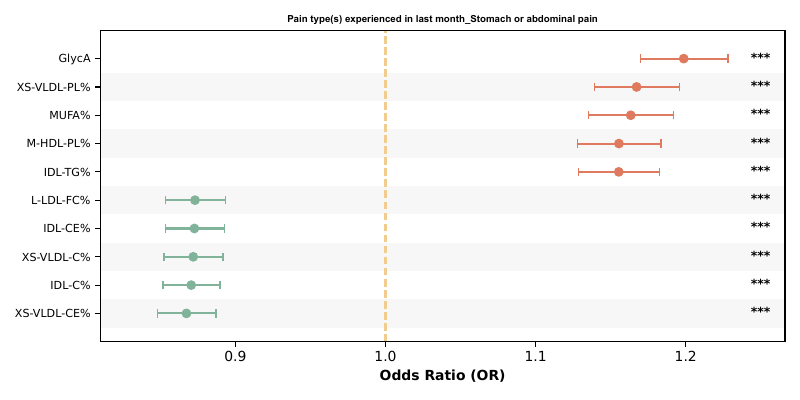 Pain type(s) experienced in last month_Stomach or abdominal pain
GlycA ***
XS-VLDL-PL% ***
MUFA% ***
M-HDL-PL% ***
IDL-TG% ***
L-LDL-FC% ***
IDL-CE% ***
XS-VLDL-C% ***
IDL-C% ***
XS-VLDL-CE% ***
0.9 1.0 1.1 1.2
Odds Ratio (OR)